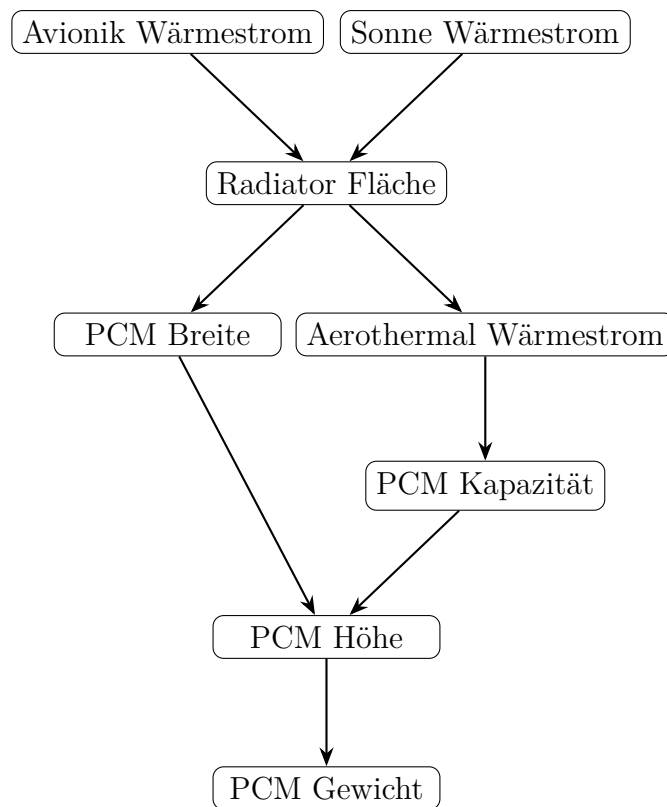 Avionik Wärmestrom
Sonne Wärmestrom
Radiator Fläche
PCM Breite
Aerothermal Wärmestrom
PCM Kapazität
PCM Höhe
PCM Gewicht